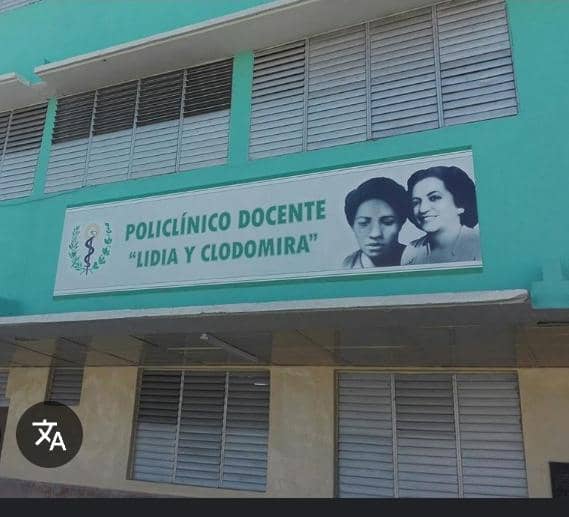 POLICLÍNICO DOCENTE
"LIDIA Y CLODOMIRA"